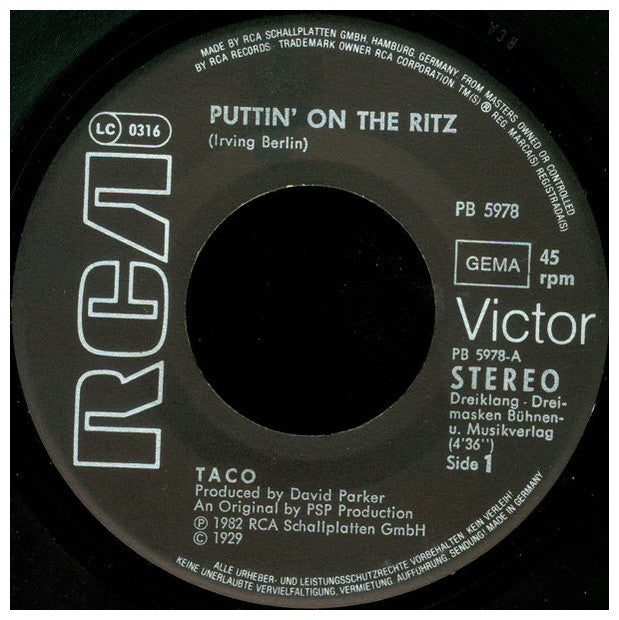 MADE BY RCA SCHALLPLATTEN GMBH. HAMBURG, GERMANY, FROM MASTERS OWNED OR CONTROLLED
BY RCA RECORDS · TRADEMARK OWNER RCA CORPORATION. TM(S) ® REG. MARCA(S) REGISTRADA(S)
LC 0316
PUTTIN' ON THE RITZ
(Irving Berlin)
RCA
PB 5978
GEMA
45
rpm
Victor
PB 5978-A
STEREO
Dreiklang · Drei-
masken Bühnen-
u. Musikverlag
(4'36'')
Side 1
TACO
Produced by David Parker
An Original by PSP Production
Ⓟ 1982 RCA Schallplatten GmbH
© 1929
ALLE URHEBER- UND LEISTUNGSSCHUTZRECHTE VORBEHALTEN. KEIN VERLEIH!
KEINE UNERLAUBTE VERVIELFÄLTIGUNG, VERMIETUNG, AUFFÜHRUNG, SENDUNG!
RCA